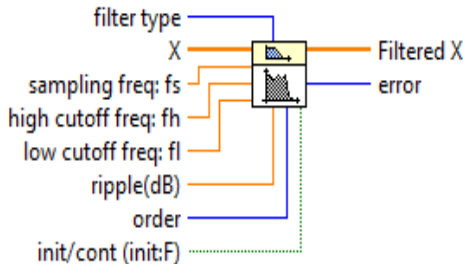 filter type
X
Filtered X
sampling freq: fs
error
high cutoff freq: fh
low cutoff freq: fl
ripple(dB)
order
init/cont (init:F)